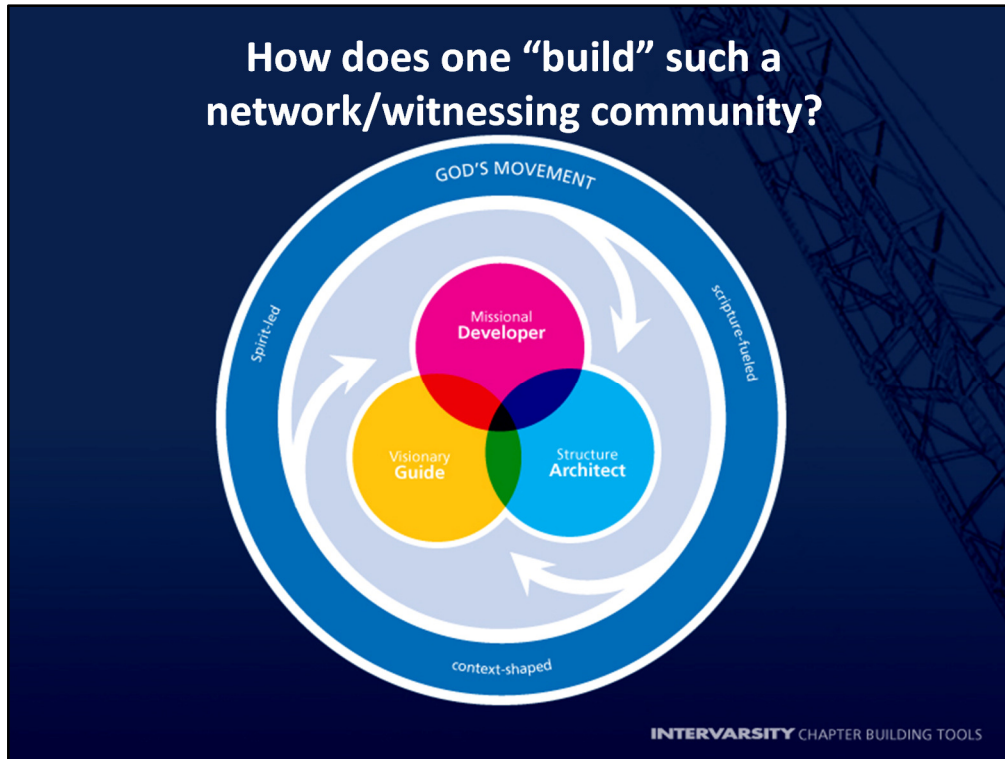 How does one “build” such a
network/witnessing community?
GOD'S MOVEMENT
Spirit-led
scripture-fueled
Missional
Developer
Visionary
Guide
Structure
Architect
context-shaped
INTERVARSITY CHAPTER BUILDING TOOLS